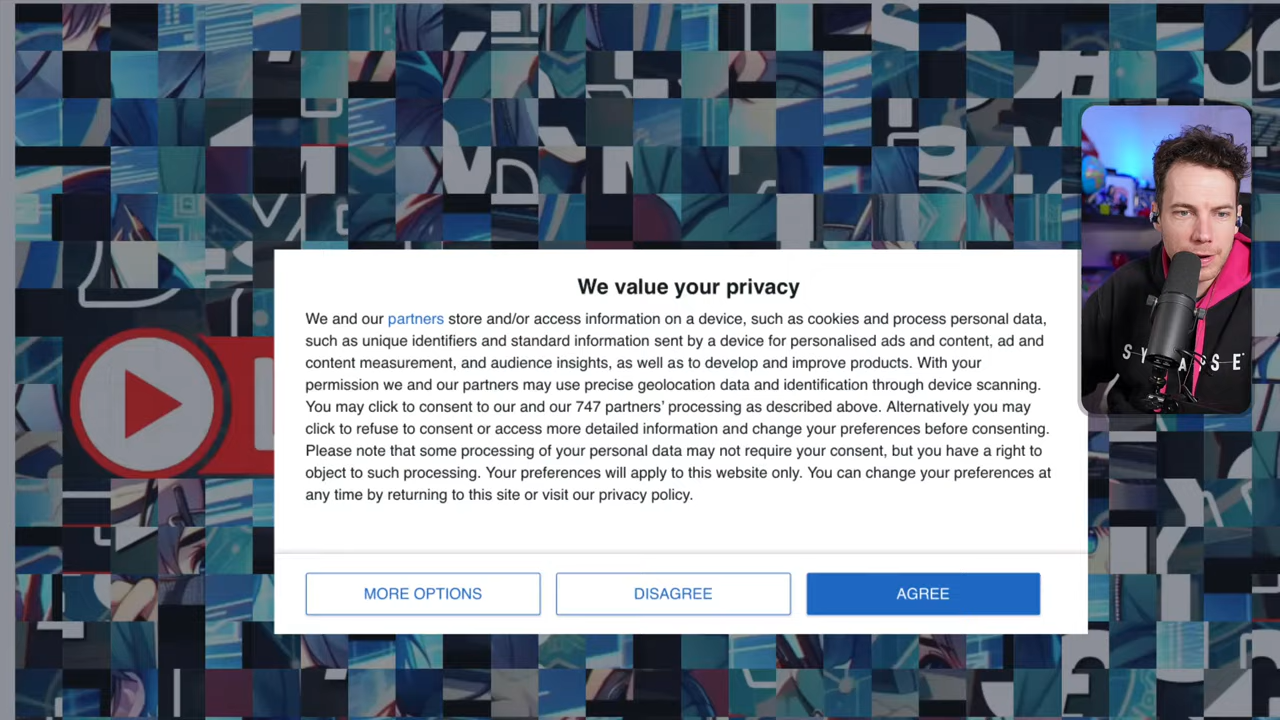 We value your privacy
We and our partners store and/or access information on a device, such as cookies and process personal data,
such as unique identifiers and standard information sent by a device for personalised ads and content, ad and
content measurement, and audience insights, as well as to develop and improve products. With your
permission we and our partners may use precise geolocation data and identification through device scanning.
You may click to consent to our and our 747 partners’ processing as described above. Alternatively you may
click to refuse to consent or access more detailed information and change your preferences before consenting.
Please note that some processing of your personal data may not require your consent, but you have a right to
object to such processing. Your preferences will apply to this website only. You can change your preferences at
any time by returning to this site or visit our privacy policy.
MORE OPTIONS
DISAGREE
AGREE